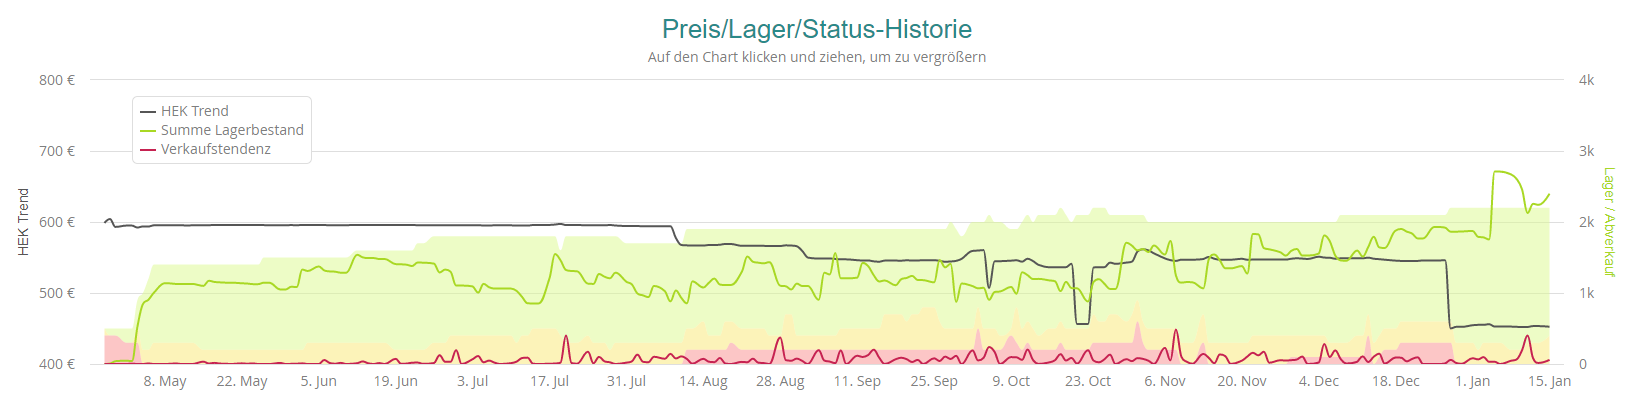 Preis/Lager/Status-Historie
Auf den Chart klicken und ziehen, um zu vergrößern
HEK Trend
800 €
700 €
600 €
500 €
400 €
HEK Trend
Summe Lagerbestand
Verkaufstendenz
4k
3k
2k
1k
0
Lager / Abverkauf
8. May
22. May
5. Jun
19. Jun
3. Jul
17. Jul
31. Jul
14. Aug
28. Aug
11. Sep
25. Sep
9. Oct
23. Oct
6. Nov
20. Nov
4. Dec
18. Dec
1. Jan
15. Jan